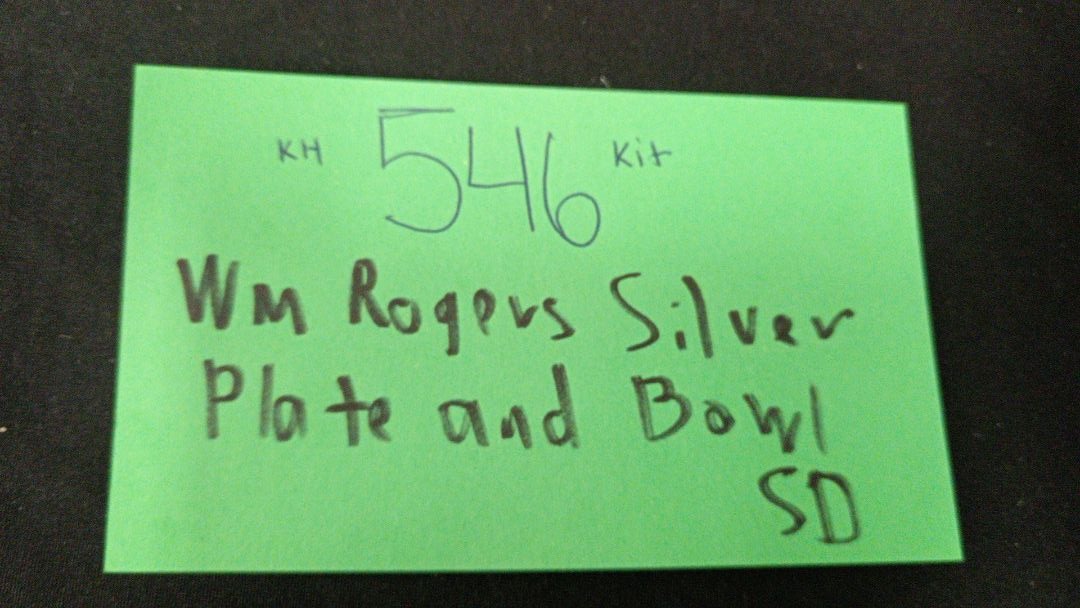 KH 546 Kit
Wm Rogers Silver
Plate and Bowl
SD